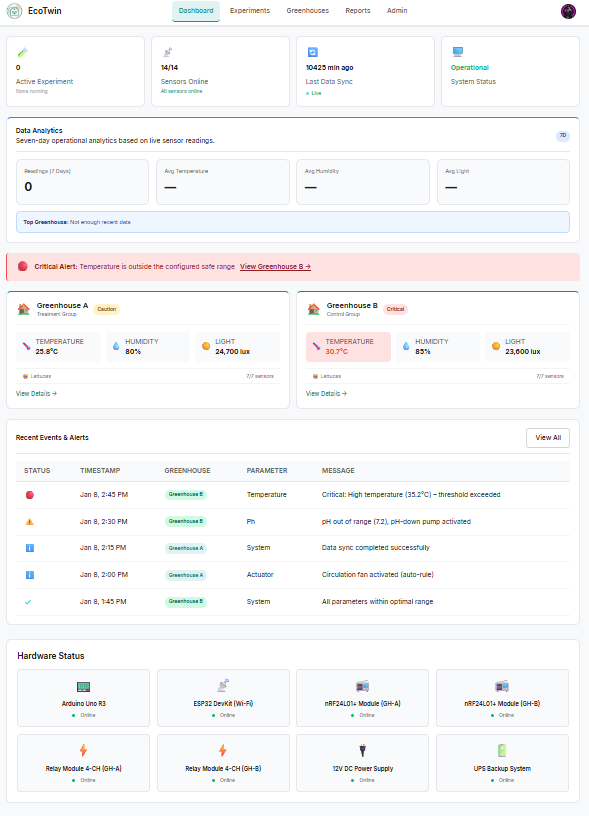 EcoTwin
Dashboard Experiments Greenhouses Reports Admin
0
Active Experiment
None running
14/14
Sensors Online
All sensors online
10425 min ago
Last Data Sync
Live
Operational
System Status
Data Analytics
Seven-day operational analytics based on live sensor readings.
7D
Readings (7 Days)
0
Avg Temperature
—
Avg Humidity
—
Avg Light
—
Top Greenhouse: Not enough recent data
Critical Alert: Temperature is outside the configured safe range View Greenhouse B →
Greenhouse A
Caution
Treatment Group
TEMPERATURE
25.8°C
HUMIDITY
80%
LIGHT
24,700 lux
Lettuces
7/7 sensors
View Details →
Greenhouse B
Critical
Control Group
TEMPERATURE
30.7°C
HUMIDITY
85%
LIGHT
23,600 lux
Lettuces
7/7 sensors
View Details →
Recent Events & Alerts
View All
STATUS TIMESTAMP GREENHOUSE PARAMETER MESSAGE
Jan 8, 2:45 PM Greenhouse B Temperature Critical: High temperature (35.2°C) – threshold exceeded
Jan 8, 2:30 PM Greenhouse B Ph pH out of range (7.2), pH-down pump activated
Jan 8, 2:15 PM Greenhouse A System Data sync completed successfully
Jan 8, 2:00 PM Greenhouse A Actuator Circulation fan activated (auto-rule)
Jan 8, 1:45 PM Greenhouse B System All parameters within optimal range
Hardware Status
Arduino Uno R3
Online
ESP32 DevKit (Wi-Fi)
Online
nRF24L01+ Module (GH-A)
Online
nRF24L01+ Module (GH-B)
Online
Relay Module 4-CH (GH-A)
Online
Relay Module 4-CH (GH-B)
Online
12V DC Power Supply
Online
UPS Backup System
Online